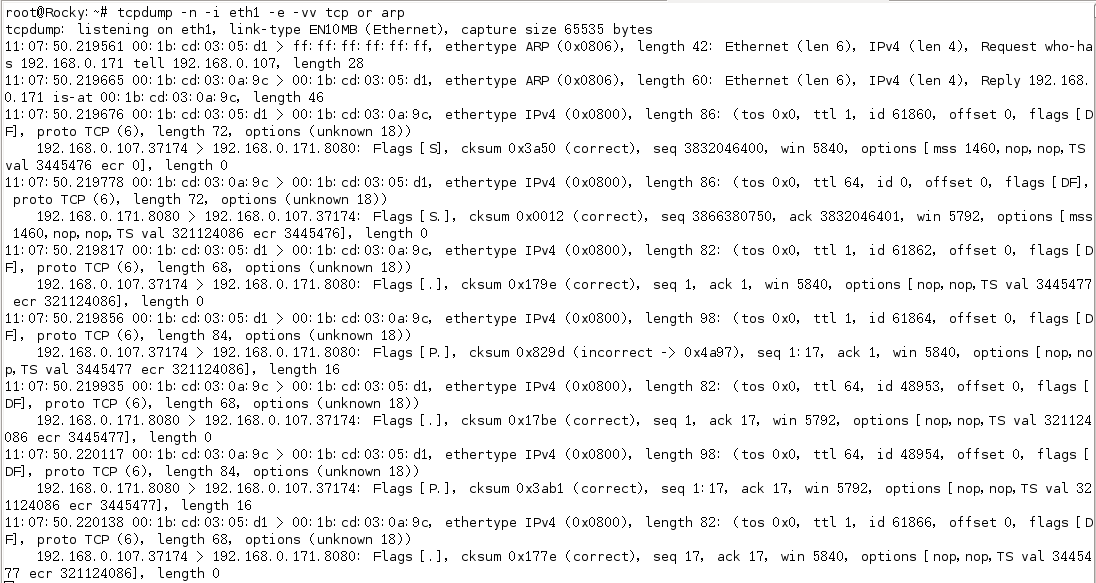 root@Rocky:~# tcpdump -n -i eth1 -e -vv tcp or arp
tcpdump: listening on eth1, link-type EN10MB (Ethernet), capture size 65535 bytes
11:07:50.219561 00:1b:cd:03:05:d1 > ff:ff:ff:ff:ff:ff, ethertype ARP (0x0806), length 42: Ethernet (len 6), IPv4 (len 4), Request who-ha
s 192.168.0.171 tell 192.168.0.107, length 28
11:07:50.219665 00:1b:cd:03:0a:9c > 00:1b:cd:03:05:d1, ethertype ARP (0x0806), length 60: Ethernet (len 6), IPv4 (len 4), Reply 192.168.
0.171 is-at 00:1b:cd:03:0a:9c, length 46
11:07:50.219676 00:1b:cd:03:05:d1 > 00:1b:cd:03:0a:9c, ethertype IPv4 (0x0800), length 86: (tos 0x0, ttl 1, id 61860, offset 0, flags [D
F], proto TCP (6), length 72, options (unknown 18))
    192.168.0.107.37174 > 192.168.0.171.8080: Flags [S], cksum 0x3a50 (correct), seq 3832046400, win 5840, options [mss 1460,nop,nop,TS
val 3445476 ecr 0], length 0
11:07:50.219778 00:1b:cd:03:0a:9c > 00:1b:cd:03:05:d1, ethertype IPv4 (0x0800), length 86: (tos 0x0, ttl 64, id 0, offset 0, flags [DF],
 proto TCP (6), length 72, options (unknown 18))
    192.168.0.171.8080 > 192.168.0.107.37174: Flags [S.], cksum 0x0012 (correct), seq 3866380750, ack 3832046401, win 5792, options [mss
 1460,nop,nop,TS val 321124086 ecr 3445476], length 0
11:07:50.219817 00:1b:cd:03:05:d1 > 00:1b:cd:03:0a:9c, ethertype IPv4 (0x0800), length 82: (tos 0x0, ttl 1, id 61862, offset 0, flags [D
F], proto TCP (6), length 68, options (unknown 18))
    192.168.0.107.37174 > 192.168.0.171.8080: Flags [.], cksum 0x179e (correct), seq 1, ack 1, win 5840, options [nop,nop,TS val 3445477
 ecr 321124086], length 0
11:07:50.219856 00:1b:cd:03:05:d1 > 00:1b:cd:03:0a:9c, ethertype IPv4 (0x0800), length 98: (tos 0x0, ttl 1, id 61864, offset 0, flags [D
F], proto TCP (6), length 84, options (unknown 18))
    192.168.0.107.37174 > 192.168.0.171.8080: Flags [P.], cksum 0x829d (incorrect -> 0x4a97), seq 1:17, ack 1, win 5840, options [nop,no
p,TS val 3445477 ecr 321124086], length 16
11:07:50.219935 00:1b:cd:03:0a:9c > 00:1b:cd:03:05:d1, ethertype IPv4 (0x0800), length 82: (tos 0x0, ttl 64, id 48953, offset 0, flags [
DF], proto TCP (6), length 68, options (unknown 18))
    192.168.0.171.8080 > 192.168.0.107.37174: Flags [.], cksum 0x17be (correct), seq 1, ack 17, win 5792, options [nop,nop,TS val 321124
086 ecr 3445477], length 0
11:07:50.220117 00:1b:cd:03:0a:9c > 00:1b:cd:03:05:d1, ethertype IPv4 (0x0800), length 98: (tos 0x0, ttl 64, id 48954, offset 0, flags [
DF], proto TCP (6), length 84, options (unknown 18))
    192.168.0.171.8080 > 192.168.0.107.37174: Flags [P.], cksum 0x3ab1 (correct), seq 1:17, ack 17, win 5792, options [nop,nop,TS val 32
1124086 ecr 3445477], length 16
11:07:50.220138 00:1b:cd:03:05:d1 > 00:1b:cd:03:0a:9c, ethertype IPv4 (0x0800), length 82: (tos 0x0, ttl 1, id 61866, offset 0, flags [D
F], proto TCP (6), length 68, options (unknown 18))
    192.168.0.107.37174 > 192.168.0.171.8080: Flags [.], cksum 0x177e (correct), seq 17, ack 17, win 5840, options [nop,nop,TS val 34454
77 ecr 321124086], length 0